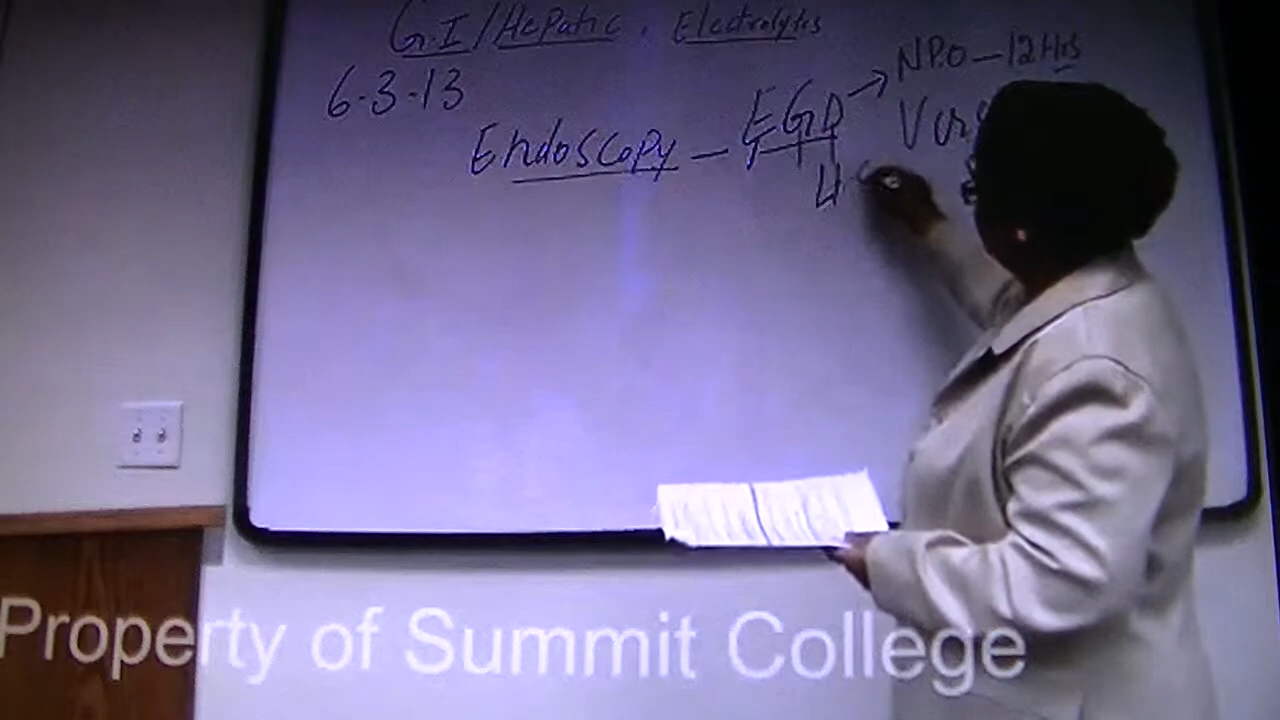 G.I/Hepatic . Electrolytes
6-3-13
NPO - 12 Hrs
Endoscopy - EGD →
Property of Summit College